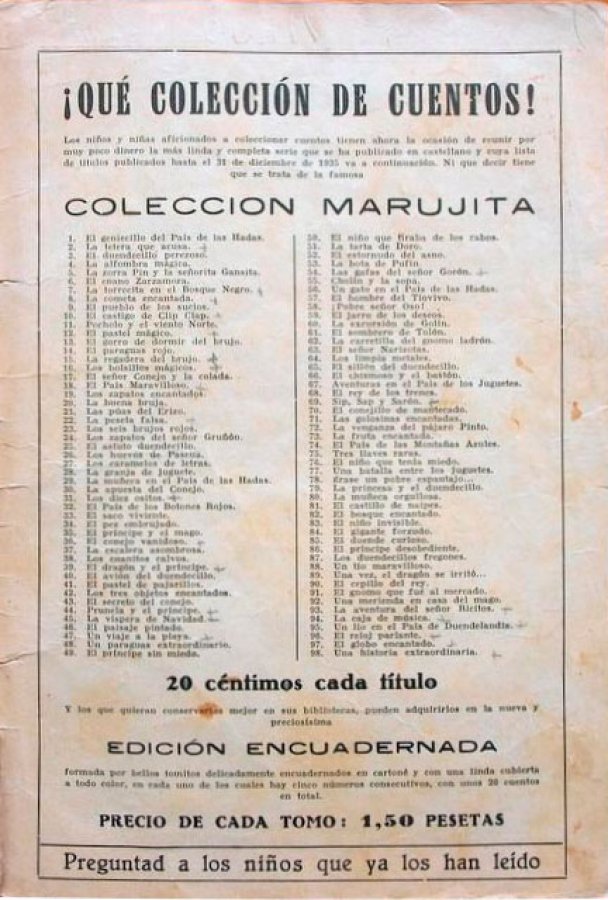 ¡QUÉ COLECCIÓN DE CUENTOS!
Los niños y niñas aficionados a coleccionar cuentos tienen ahora la ocasión de reunir por
muy poco dinero la más linda y completa serie que se ha publicado en castellano y cuya lista
de títulos publicados hasta el 31 de diciembre de 1935 va a continuación. Ni que decir tiene
que se trata de la famosa
COLECCION MARUJITA
1. El geniecillo del País de las Hadas.
2. La tetera que acusa.
3. El duendecillo perezoso.
4. La alfombra mágica.
5. La zorra Pin y la señorita Gansita.
6. El enano Zarzamora.
7. La torrecita en el Bosque Negro.
8. La cometa encantada.
9. El pueblo de los sucios.
10. El castigo de Clip Clap.
11. Pocholo y el viento Norte.
12. El pastel mágico.
13. El gorro de dormir del brujo.
14. El paraguas rojo.
15. La regadera del brujo.
16. Los bolsillos mágicos.
17. El señor Conejo y la colada.
18. El País Maravilloso.
19. Los zapatos encantados.
20. La buena bruja.
21. Las púas del Erizo.
22. La peseta falsa.
23. Los seis brujos rojos.
24. Los zapatos del señor Gruñón.
25. El astuto duendecillo.
26. Los huevos de Pascua.
27. Los caramelos de letras.
28. La granja de juguete.
29. La muñeca en el País de las Hadas.
30. La apuesta del Conejo.
31. Los diez cestos.
32. El País de los Botones Rojos.
33. El saco viviente.
34. El pez embrujado.
35. El príncipe y el mago.
36. El conejo vanidoso.
37. La escalera asombrosa.
38. Los enanitos calvos.
39. El dragón y el príncipe.
40. El avión del duendecillo.
41. El pastel de pajarillos.
42. Los tres objetos encantados.
43. El secreto del conejo.
44. Prunela y el príncipe.
45. La víspera de Navidad.
46. El paisaje pintado.
47. Un viaje a la playa.
48. Un paraguas extraordinario.
49. El príncipe sin miedo.
50. El niño que tiraba de los rabos.
51. La tarta de Doro.
52. El estornudo del asno.
53. La bota de Pufín.
54. Las gafas del señor Gorón.
55. Cholín y la sopa.
56. Un gato en el País de las Hadas.
57. El hombre del Tiovivo.
58. ¡Pobre señor Oso!
59. El jarro de los deseos.
60. La excursión de Golín.
61. El sombrero de Tolón.
62. La carretilla del gnomo ladrón.
63. El señor Narizotas.
64. Los limpia metales.
65. El sillón del duendecillo.
66. El chismoso y el bastón.
67. Aventuras en el País de los Juguetes.
68. El rey de los trenes.
69. Sip, Sap y Sarón.
70. El conejillo de mantecado.
71. Las golosinas encantadas.
72. La venganza del pájaro Pinto.
73. La fruta encantada.
74. El País de las Montañas Azules.
75. Tres llaves raras.
76. El niño que tenía miedo.
77. Una batalla entre los juguetes.
78. Érase un pobre espantajo...
79. La princesa y el duendecillo.
80. La muñeca orgullosa.
81. El castillo de naipes.
82. El bosque encantado.
83. El niño invisible.
84. El gigante forzudo.
85. El duende curioso.
86. El príncipe desobediente.
87. Los duendecillos fregones.
88. Un tío maravilloso.
89. Una vez, el dragón se irritó...
90. El cepillo del rey.
91. El gnomo que fué al mercado.
92. Una merienda en casa del mago.
93. La aventura del señor Ricitos.
94. La caja de música.
95. Un lío en el País de Duendelandia.
96. El reloj parlante.
97. El globo encantado.
98. Una historia extraordinaria.
20 céntimos cada título
Y los que quieran conservarlos mejor en sus bibliotecas, pueden adquirirlos en la nueva y
preciosísima
EDICIÓN ENCUADERNADA
formada por bellos tomitos delicadamente encuadernados en cartoné y con una linda cubierta
a todo color, en cada uno de los cuales hay cinco números consecutivos, con unos 20 cuentos
en total.
PRECIO DE CADA TOMO: 1,50 PESETAS
Preguntad a los niños que ya los han leído